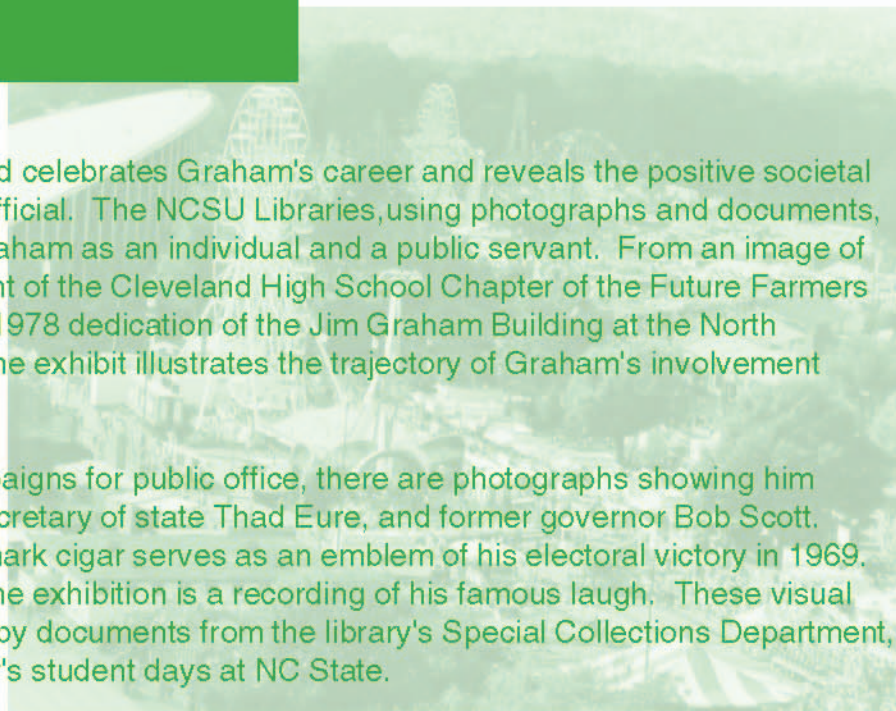 d celebrates Graham's career and reveals the positive societal
fficial. The NCSU Libraries,using photographs and documents,
aham as an individual and a public servant. From an image of
nt of the Cleveland High School Chapter of the Future Farmers
1978 dedication of the Jim Graham Building at the North
he exhibit illustrates the trajectory of Graham's involvement
paigns for public office, there are photographs showing him
cretary of state Thad Eure, and former governor Bob Scott.
mark cigar serves as an emblem of his electoral victory in 1969.
he exhibition is a recording of his famous laugh. These visual
by documents from the library's Special Collections Department,
r's student days at NC State.